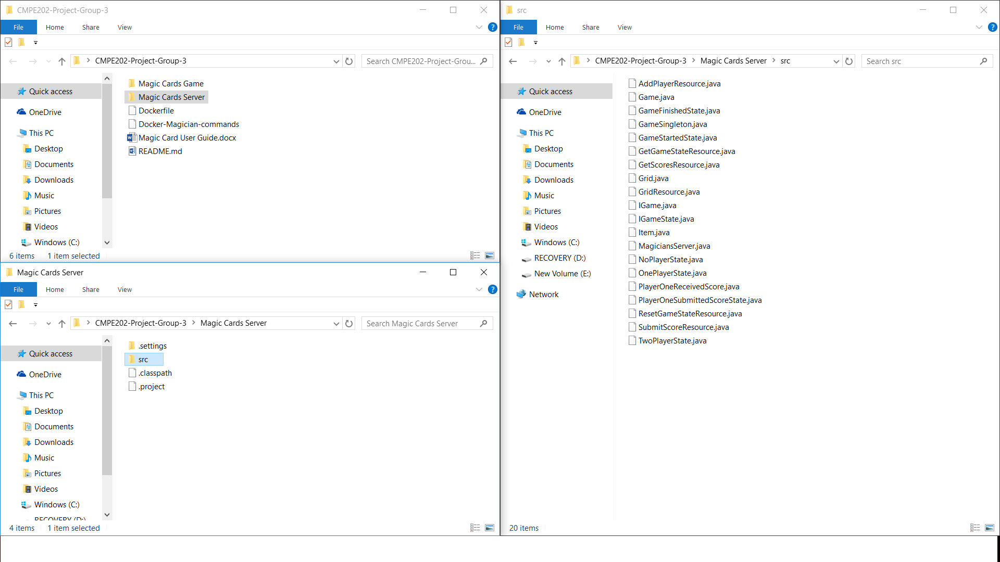 CMPE202-Project-Group-3
File Home Share View
CMPE202-Project-Group-3
Search CMPE202-Project-Grou...
Quick access
OneDrive
This PC
Desktop
Documents
Downloads
Music
Pictures
Videos
Windows (C:)
Magic Cards Game
Magic Cards Server
Dockerfile
Docker-Magician-commands
Magic Card User Guide.docx
README.md
6 items 1 item selected
Magic Cards Server
File Home Share View
CMPE202-Project-Group-3 Magic Cards Server
Search Magic Cards Server
Quick access
OneDrive
This PC
Desktop
Documents
Downloads
Music
Pictures
Videos
Windows (C:)
RECOVERY (D:)
.settings
src
.classpath
.project
4 items 1 item selected
src
File Home Share View
CMPE202-Project-Group-3 Magic Cards Server src
Search src
Quick access
OneDrive
This PC
Desktop
Documents
Downloads
Music
Pictures
Videos
Windows (C:)
RECOVERY (D:)
New Volume (E:)
Network
AddPlayerResource.java
Game.java
GameFinishedState.java
GameSingleton.java
GameStartedState.java
GetGameStateResource.java
GetScoresResource.java
Grid.java
GridResource.java
IGame.java
IGameState.java
Item.java
MagiciansServer.java
NoPlayerState.java
OnePlayerState.java
PlayerOneReceivedScore.java
PlayerOneSubmittedScoreState.java
ResetGameStateResource.java
SubmitScoreResource.java
TwoPlayerState.java
20 items